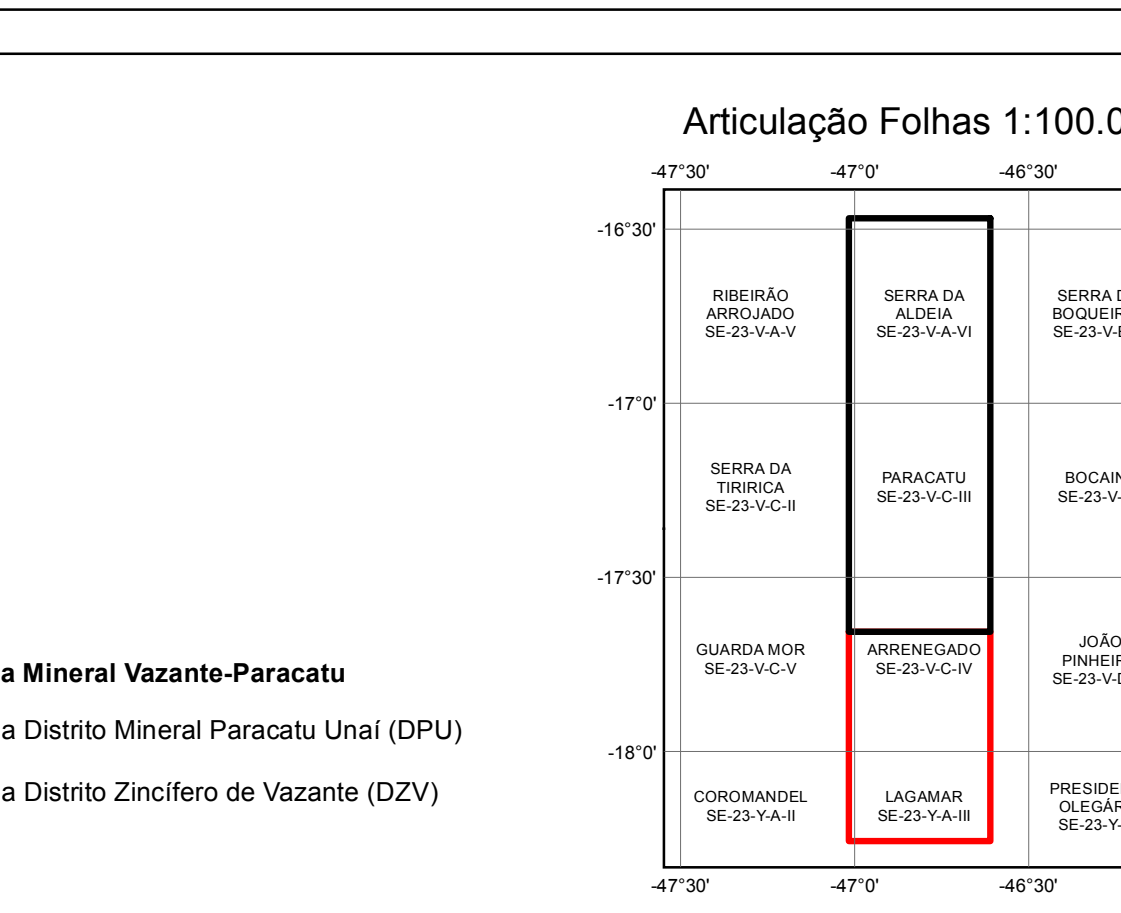 Articulação Folhas 1:100.0
-47°30'
-47°0'
-46°30'
-16°30'
RIBEIRÃO
ARROJADO
SE-23-V-A-V
SERRA DA
ALDEIA
SE-23-V-A-VI
SERRA D
BOQUEIR
SE-23-V-E
-17°0'
SERRA DA
TIRIRICA
SE-23-V-C-II
PARACATU
SE-23-V-C-III
BOCAIN
SE-23-V-
-17°30'
GUARDA MOR
SE-23-V-C-V
ARRENEGADO
SE-23-V-C-IV
JOÃO
PINHEIR
SE-23-V-D
-18°0'
COROMANDEL
SE-23-Y-A-II
LAGAMAR
SE-23-Y-A-III
PRESIDEN
OLEGÁR
SE-23-Y-
-47°30'
-47°0'
-46°30'
a Mineral Vazante-Paracatu
a Distrito Mineral Paracatu Unaí (DPU)
a Distrito Zincífero de Vazante (DZV)